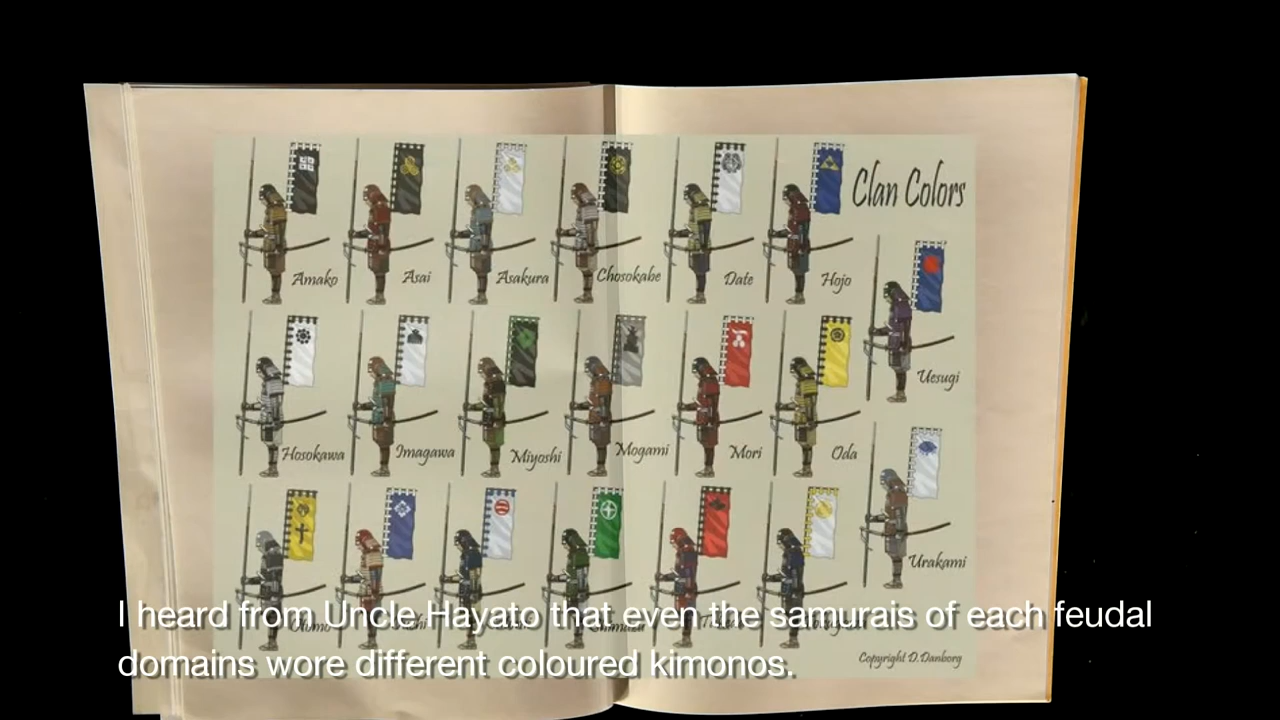 Clan Colors
Amako
Asai
Asakura
Chosokabe
Date
Hojo
Uesugi
Hosokawa
Imagawa
Miyoshi
Mogami
Mori
Oda
Urakami
I heard from Uncle Hayato that even the samurais of each feudal
domains wore different coloured kimonos.
Copyright D.Danborg